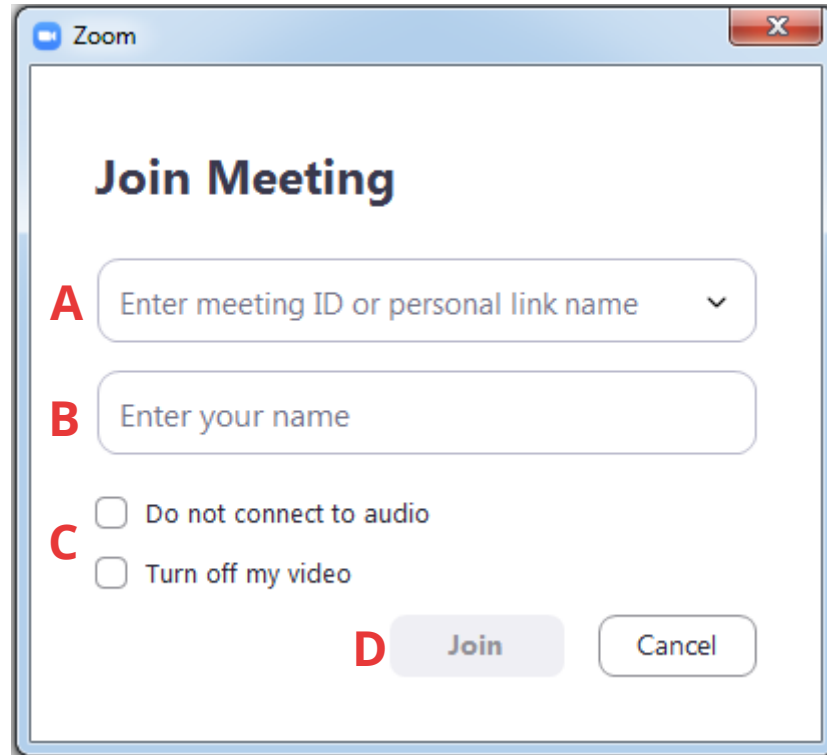 Zoom
Join Meeting
A Enter meeting ID or personal link name
B Enter your name
Do not connect to audio
C
Turn off my video
D Join Cancel